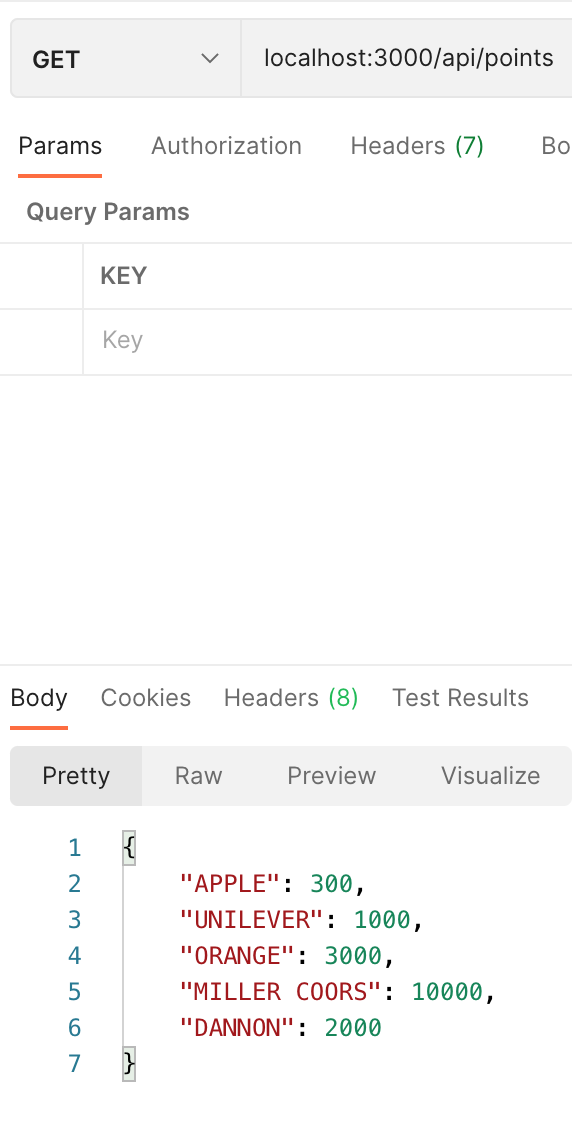 GET localhost:3000/api/points
Params Authorization Headers (7) Bo
Query Params
KEY
Key
Body Cookies Headers (8) Test Results
Pretty Raw Preview Visualize
1 {
2 "APPLE": 300,
3 "UNILEVER": 1000,
4 "ORANGE": 3000,
5 "MILLER COORS": 10000,
6 "DANNON": 2000
7 }